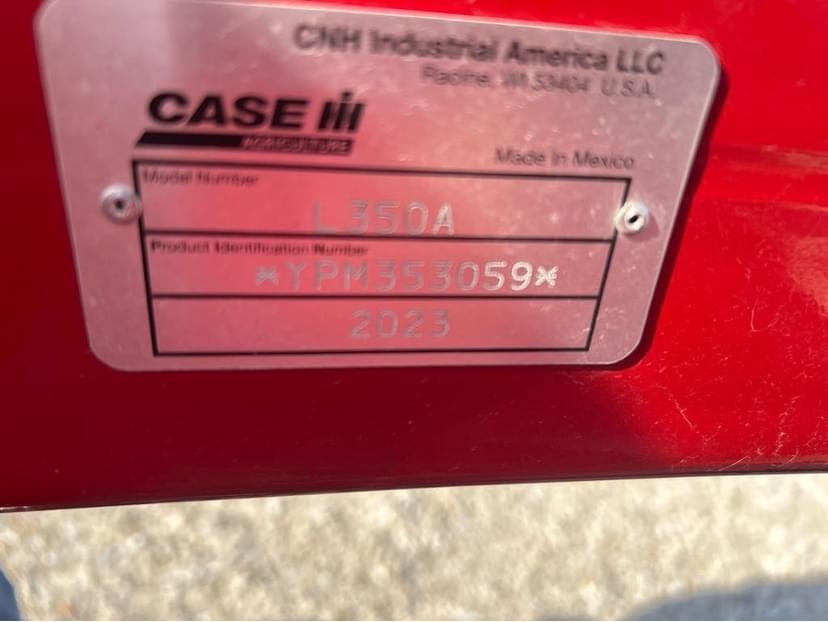 CNH Industrial America LLC
Racine, WI 53404 U.S.A.
CASE IH
AGRICULTURE
Made in Mexico
Model Number
L350A
Product Identification Number
*YPM353059*
2023